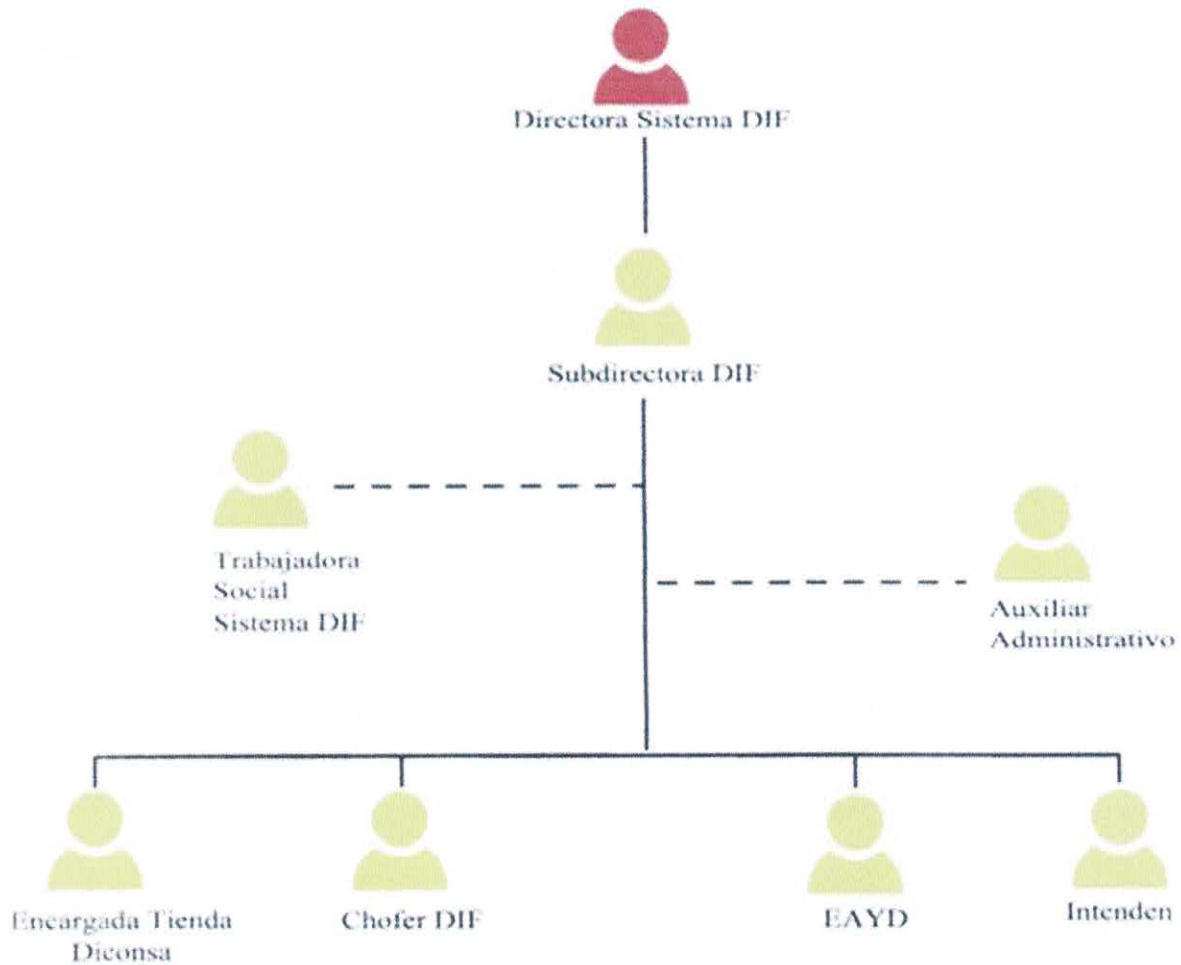 Directora Sistema DIF
Subdirectora DIF
Trabajadora
Social
Sistema DIF
Auxiliar
Administrativo
Encargada Tienda
Diconsa
Chofer DIF
EAYD
Intenden